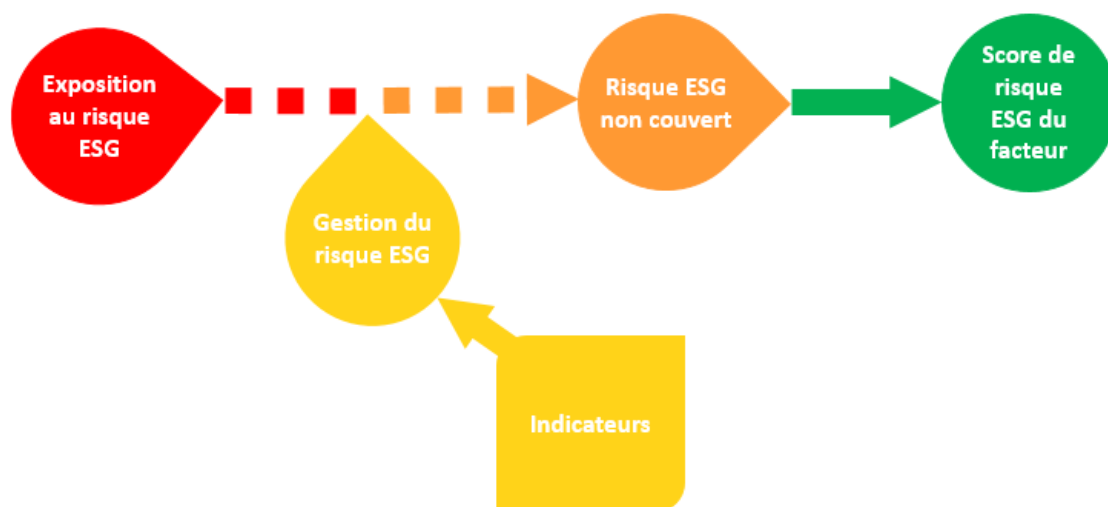 Exposition
au risque
ESG
Risque ESG
non couvert
Score de
risque
ESG du
facteur
Gestion du
risque ESG
Indicateurs